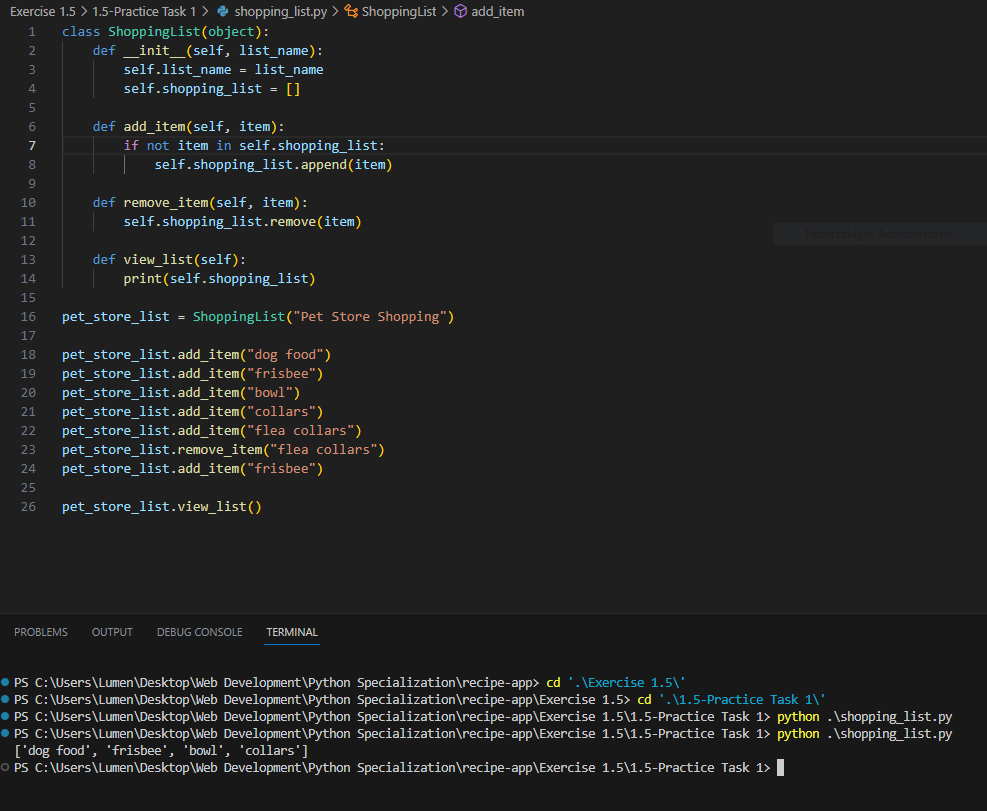 Exercise 1.5 > 1.5-Practice Task 1 > shopping_list.py > ShoppingList > add_item
1 class ShoppingList(object):
2     def __init__(self, list_name):
3         self.list_name = list_name
4         self.shopping_list = []
5
6     def add_item(self, item):
7         if not item in self.shopping_list:
8             self.shopping_list.append(item)
9
10     def remove_item(self, item):
11         self.shopping_list.remove(item)
12
Rechteckiges Ausschneiden
13     def view_list(self):
14         print(self.shopping_list)
15
16 pet_store_list = ShoppingList("Pet Store Shopping")
17
18 pet_store_list.add_item("dog food")
19 pet_store_list.add_item("frisbee")
20 pet_store_list.add_item("bowl")
21 pet_store_list.add_item("collars")
22 pet_store_list.add_item("flea collars")
23 pet_store_list.remove_item("flea collars")
24 pet_store_list.add_item("frisbee")
25
26 pet_store_list.view_list()
PROBLEMS OUTPUT DEBUG CONSOLE TERMINAL
PS C:\Users\Lumen\Desktop\Web Development\Python Specialization\recipe-app> cd '.\Exercise 1.5\'
PS C:\Users\Lumen\Desktop\Web Development\Python Specialization\recipe-app\Exercise 1.5> cd '.\1.5-Practice Task 1\'
PS C:\Users\Lumen\Desktop\Web Development\Python Specialization\recipe-app\Exercise 1.5\1.5-Practice Task 1> python .\shopping_list.py
PS C:\Users\Lumen\Desktop\Web Development\Python Specialization\recipe-app\Exercise 1.5\1.5-Practice Task 1> python .\shopping_list.py
['dog food', 'frisbee', 'bowl', 'collars']
PS C:\Users\Lumen\Desktop\Web Development\Python Specialization\recipe-app\Exercise 1.5\1.5-Practice Task 1>